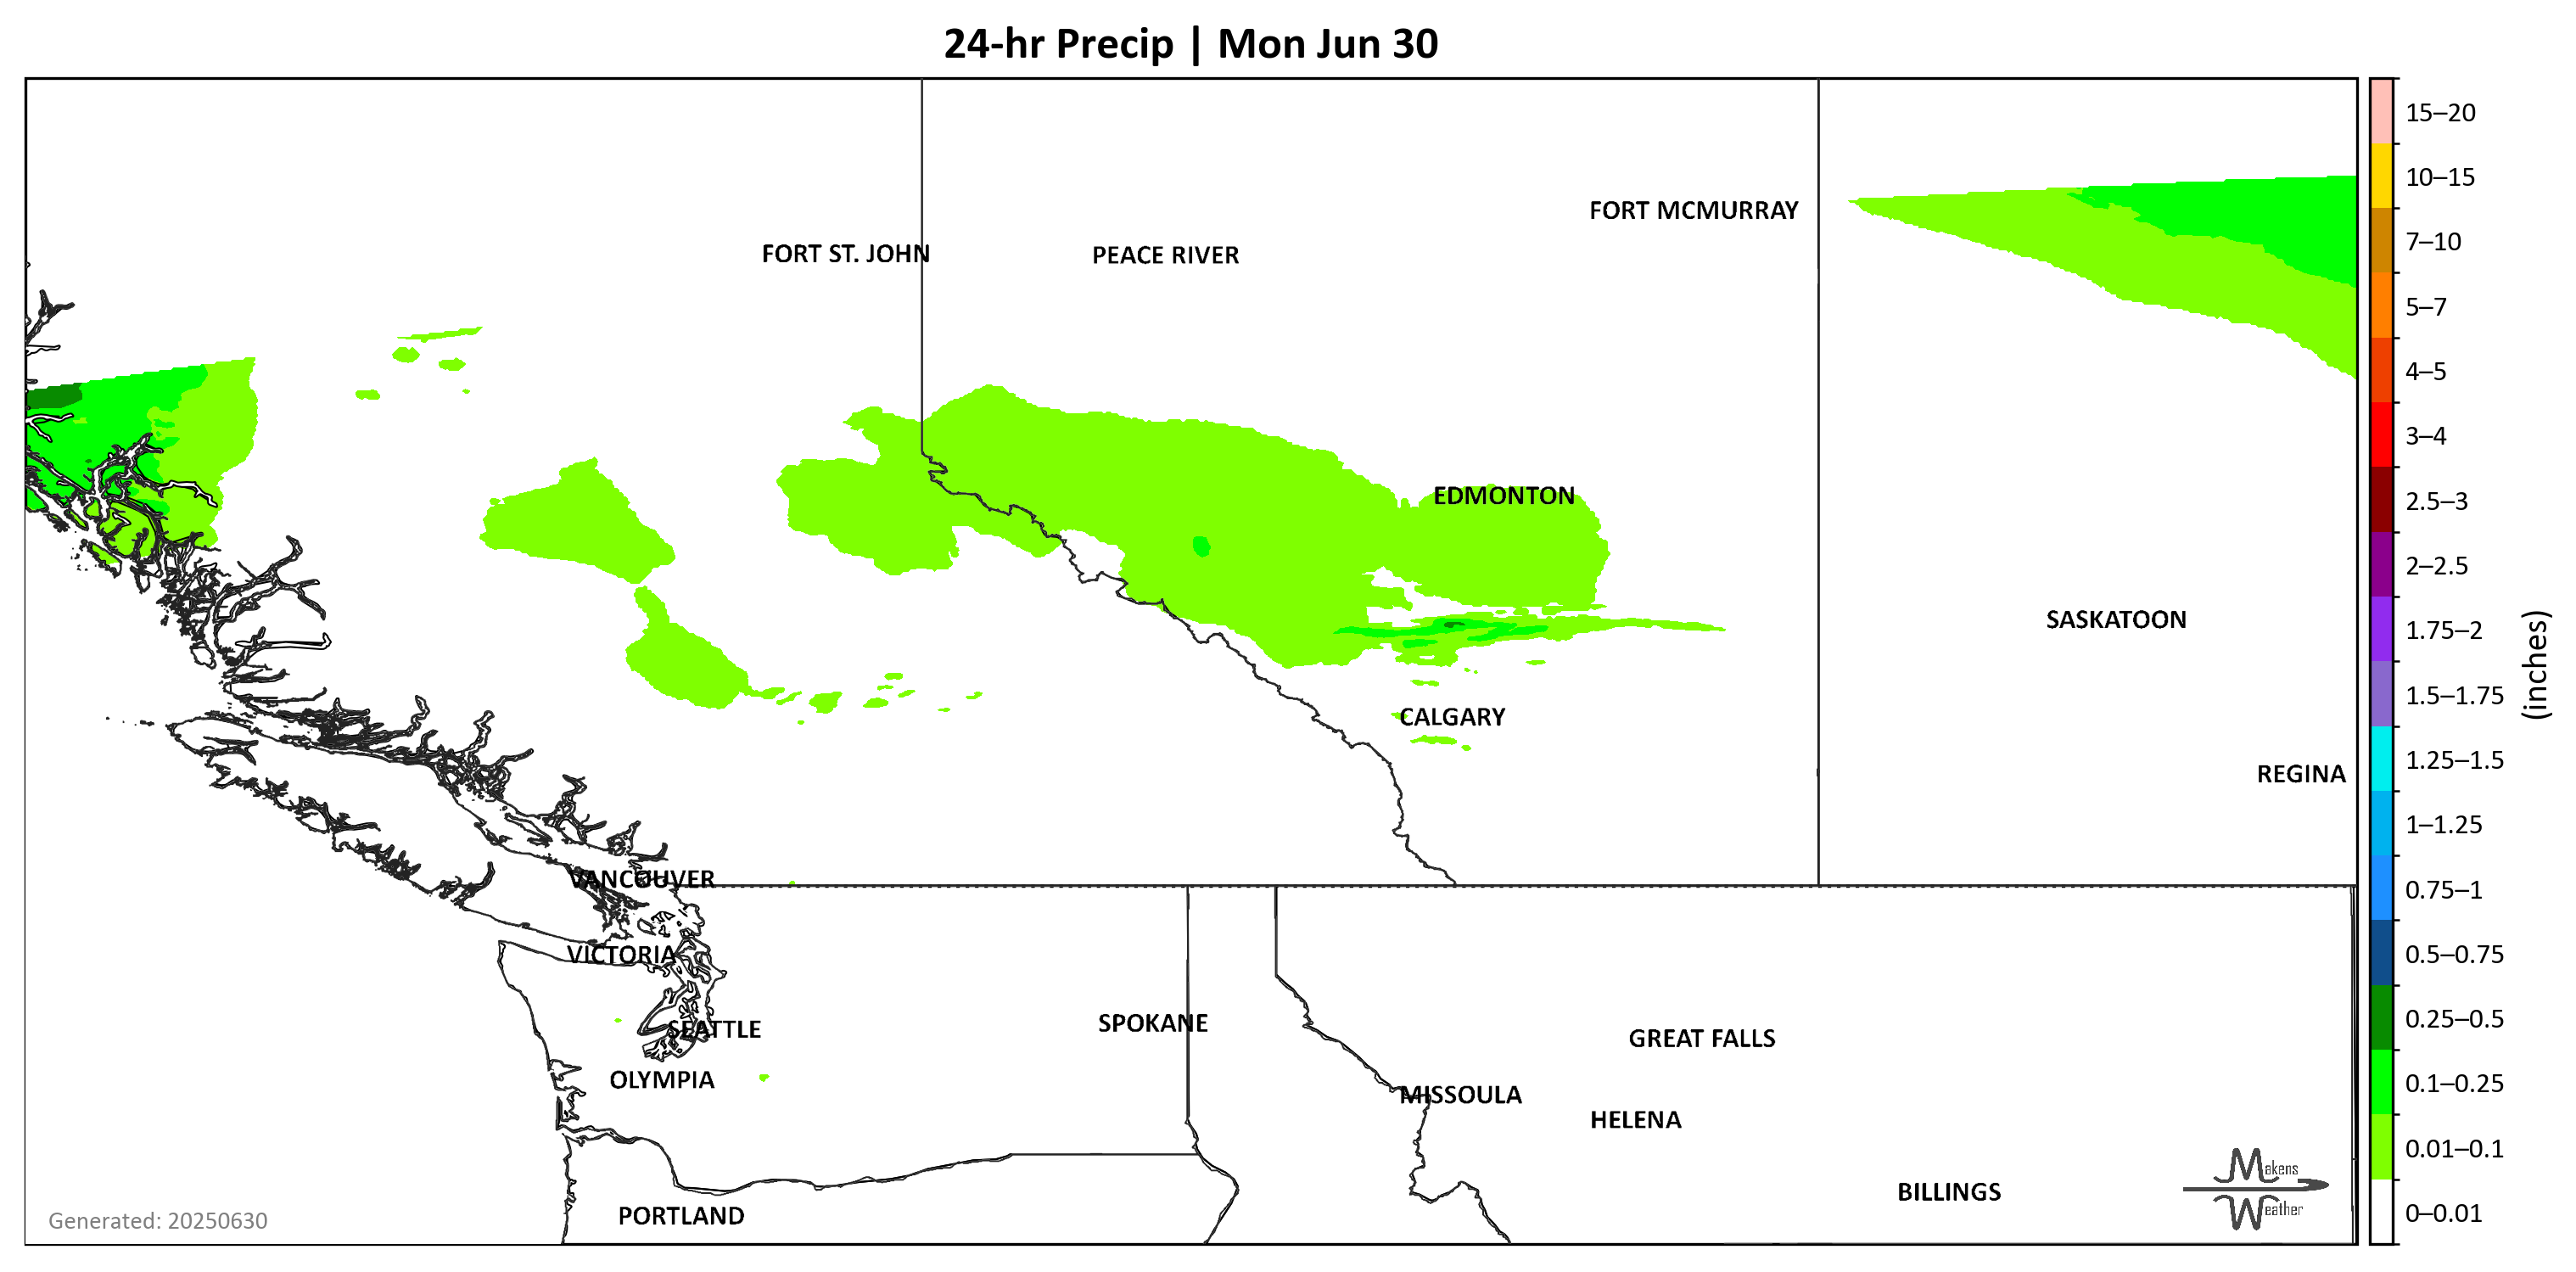 24-hr Precip | Mon Jun 30
15–20
10–15
7–10
5–7
4–5
3–4
2.5–3
2–2.5
1.75–2
1.5–1.75
1.25–1.5
1–1.25
0.75–1
0.5–0.75
0.25–0.5
0.1–0.25
0.01–0.1
0–0.01
(inches)
FORT MCMURRAY
FORT ST. JOHN
PEACE RIVER
EDMONTON
SASKATOON
CALGARY
REGINA
VANCOUVER
VICTORIA
SEATTLE
SPOKANE
GREAT FALLS
OLYMPIA
MISSOULA
HELENA
BILLINGS
PORTLAND
Makens
Weather
Generated: 20250630